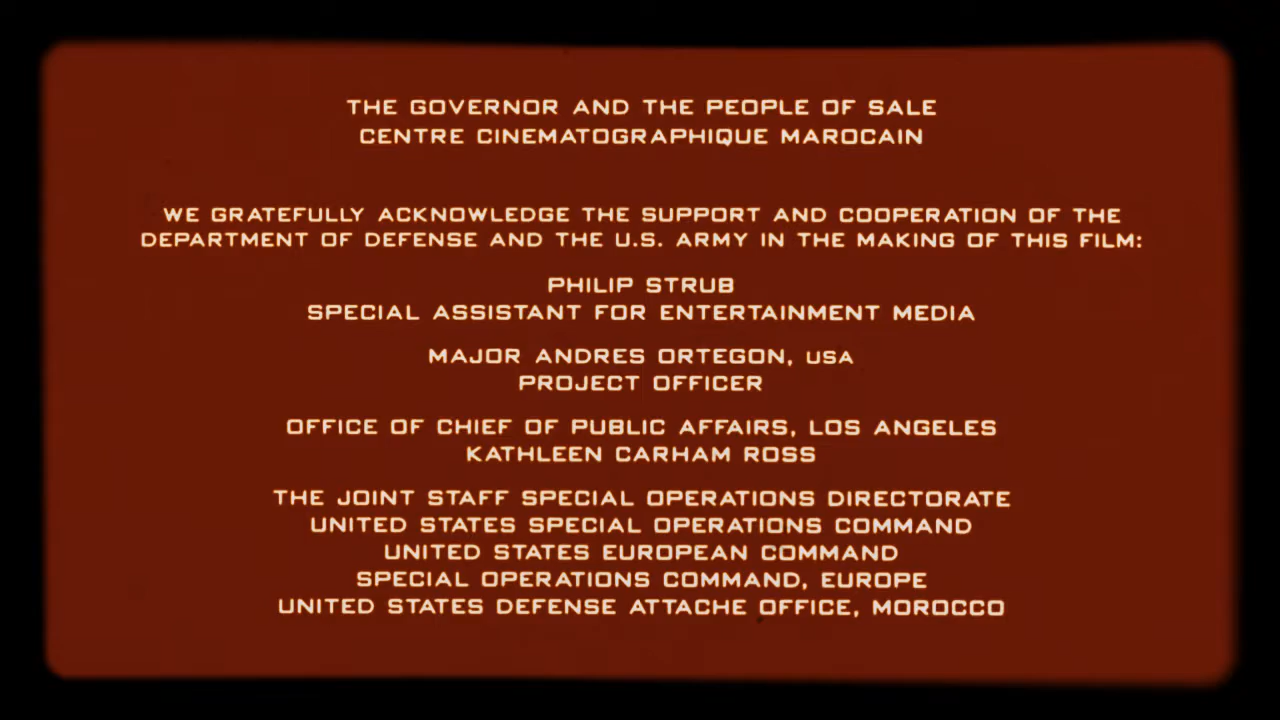 THE GOVERNOR AND THE PEOPLE OF SALE
CENTRE CINEMATOGRAPHIQUE MAROCAIN
WE GRATEFULLY ACKNOWLEDGE THE SUPPORT AND COOPERATION OF THE
DEPARTMENT OF DEFENSE AND THE U.S. ARMY IN THE MAKING OF THIS FILM:
PHILIP STRUB
SPECIAL ASSISTANT FOR ENTERTAINMENT MEDIA
MAJOR ANDRES ORTEGON, USA
PROJECT OFFICER
OFFICE OF CHIEF OF PUBLIC AFFAIRS, LOS ANGELES
KATHLEEN CARHAM ROSS
THE JOINT STAFF SPECIAL OPERATIONS DIRECTORATE
UNITED STATES SPECIAL OPERATIONS COMMAND
UNITED STATES EUROPEAN COMMAND
SPECIAL OPERATIONS COMMAND, EUROPE
UNITED STATES DEFENSE ATTACHE OFFICE, MOROCCO